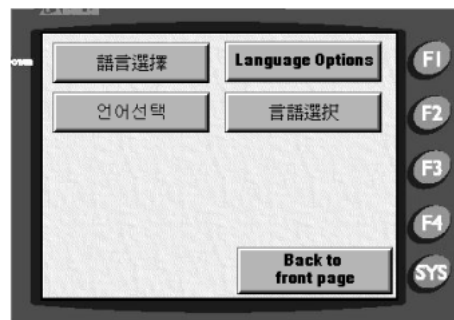 語言選擇
Language Options
F1
언어선택
言語選択
F2
F3
F4
Back to
front page
SYS